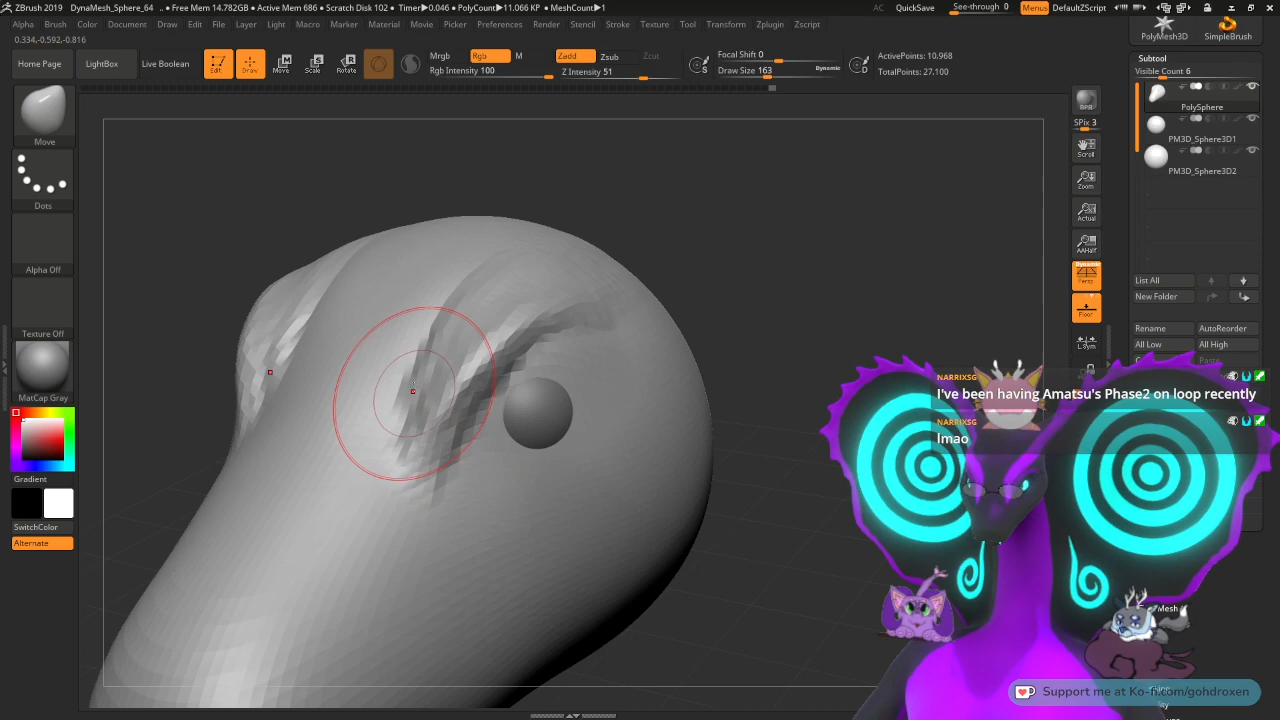 ZBrush 2019 DynaMesh_Sphere_64 .. • Free Mem 14.782GB • Active Mem 686 • Scratch Disk 102 • Timer▶0.046 • PolyCount▶11.066 KP • MeshCount▶1
AC QuickSave See-through 0 Menus DefaultZScript
Alpha Brush Color Document Draw Edit File Layer Light Macro Marker Material Movie Picker Preferences Render Stencil Stroke Texture Tool Transform Zplugin Zscript
0.334,-0.592,-0.816
PolyMesh3D SimpleBrush
Home Page LightBox Live Boolean Edit Draw Move Scale Rotate
Mrgb Rgb M
Rgb Intensity 100
Zadd Zsub Zcut
Z Intensity 51
Focal Shift 0
Draw Size 163 Dynamic
ActivePoints: 10,968
TotalPoints: 27,100
Subtool
Visible Count 6
PolySphere
PM3D_Sphere3D1
PM3D_Sphere3D2
List All
New Folder
Rename AutoReorder
All Low All High
Paste
Move
Dots
Alpha Off
Texture Off
MatCap Gray
Gradient
SwitchColor
Alternate
BPR
SPix 3
Scroll
Zoom
Actual
AAHalf
Dynamic
Persp
Floor
L.Sym
NARRIXSG
I've been having Amatsu's Phase2 on loop recently
NARRIXSG
lmao
Support me at Ko-fi.com/gohdroxen